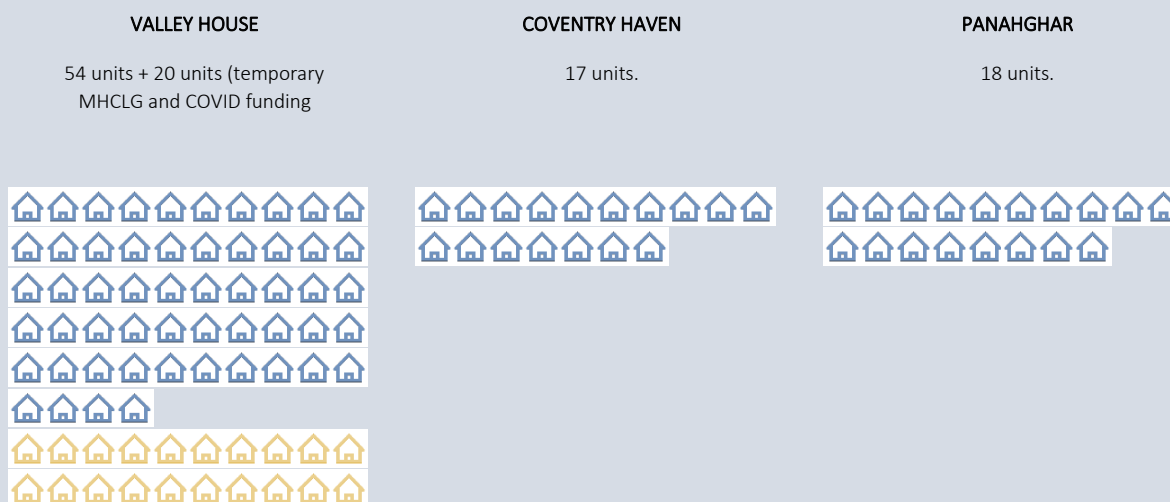 VALLEY HOUSE
54 units + 20 units (temporary
MHCLG and COVID funding
COVENTRY HAVEN
17 units.
PANAHGHAR
18 units.